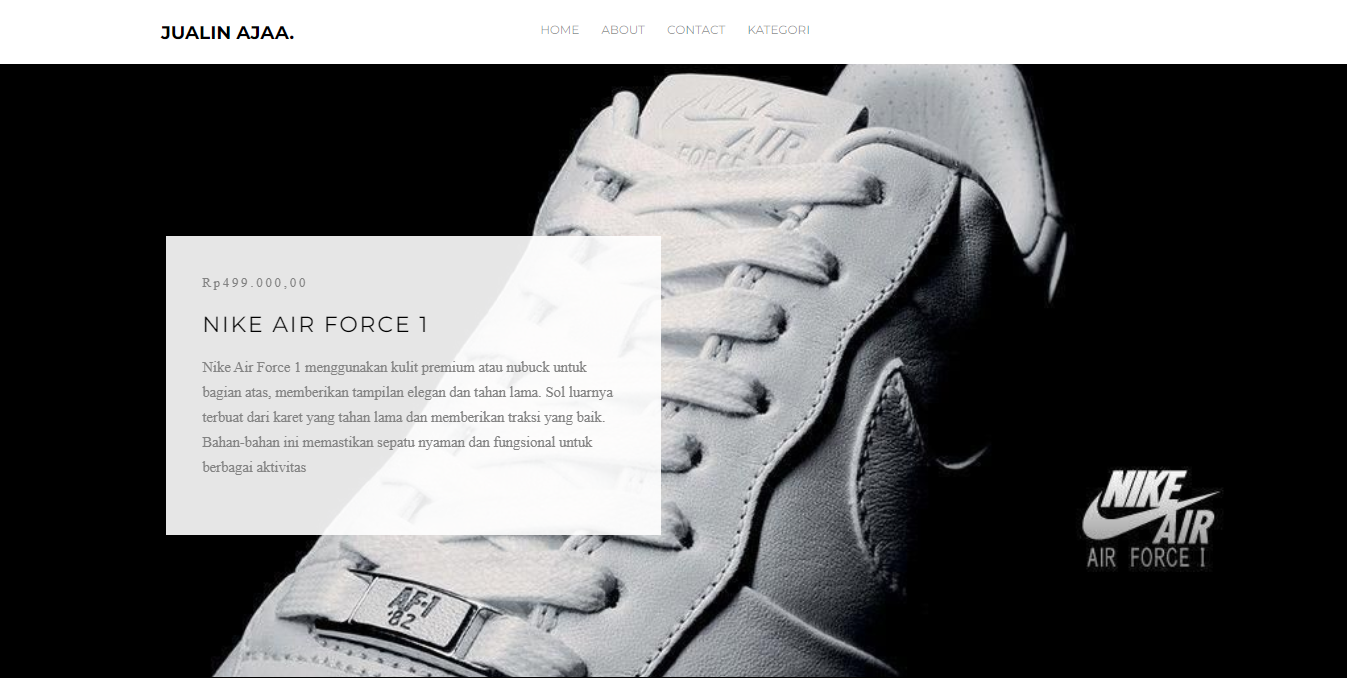 JUALIN AJAA.
HOME ABOUT CONTACT KATEGORI
NIKE
AIR
FORCE
Rp499.000,00
NIKE AIR FORCE 1
Nike Air Force 1 menggunakan kulit premium atau nubuck untuk
bagian atas, memberikan tampilan elegan dan tahan lama. Sol luarnya
terbuat dari karet yang tahan lama dan memberikan traksi yang baik.
Bahan-bahan ini memastikan sepatu nyaman dan fungsional untuk
berbagai aktivitas
NIKE
AIR
AIR FORCE I
AF-1
'82